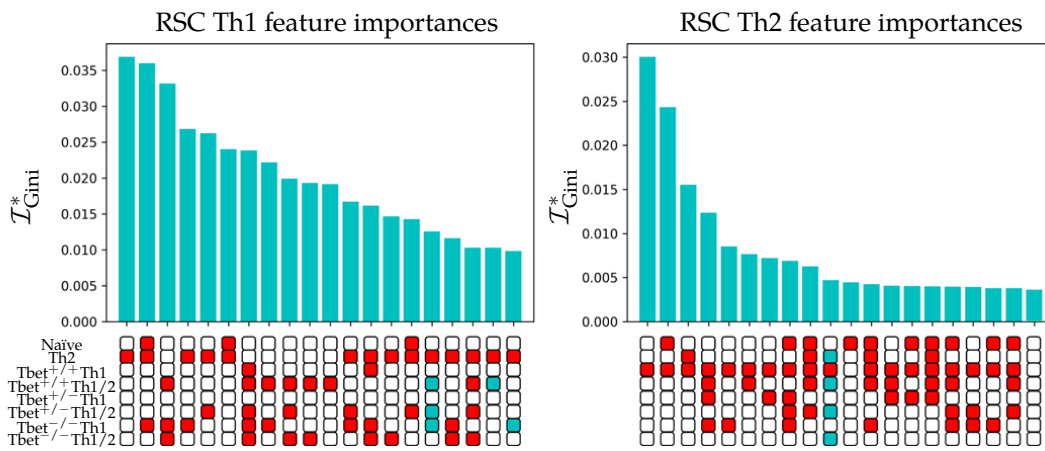 RSC Th1 feature importances
RSC Th2 feature importances
0.035
0.030
0.025
0.020
0.015
0.010
0.005
0.000
𝓘*Gini
0.030
0.025
0.020
0.015
0.010
0.005
0.000
𝓘*Gini
Naïve
Th2
Tbet+/+Th1
Tbet+/+Th1/2
Tbet+/−Th1
Tbet+/−Th1/2
Tbet−/−Th1
Tbet−/−Th1/2